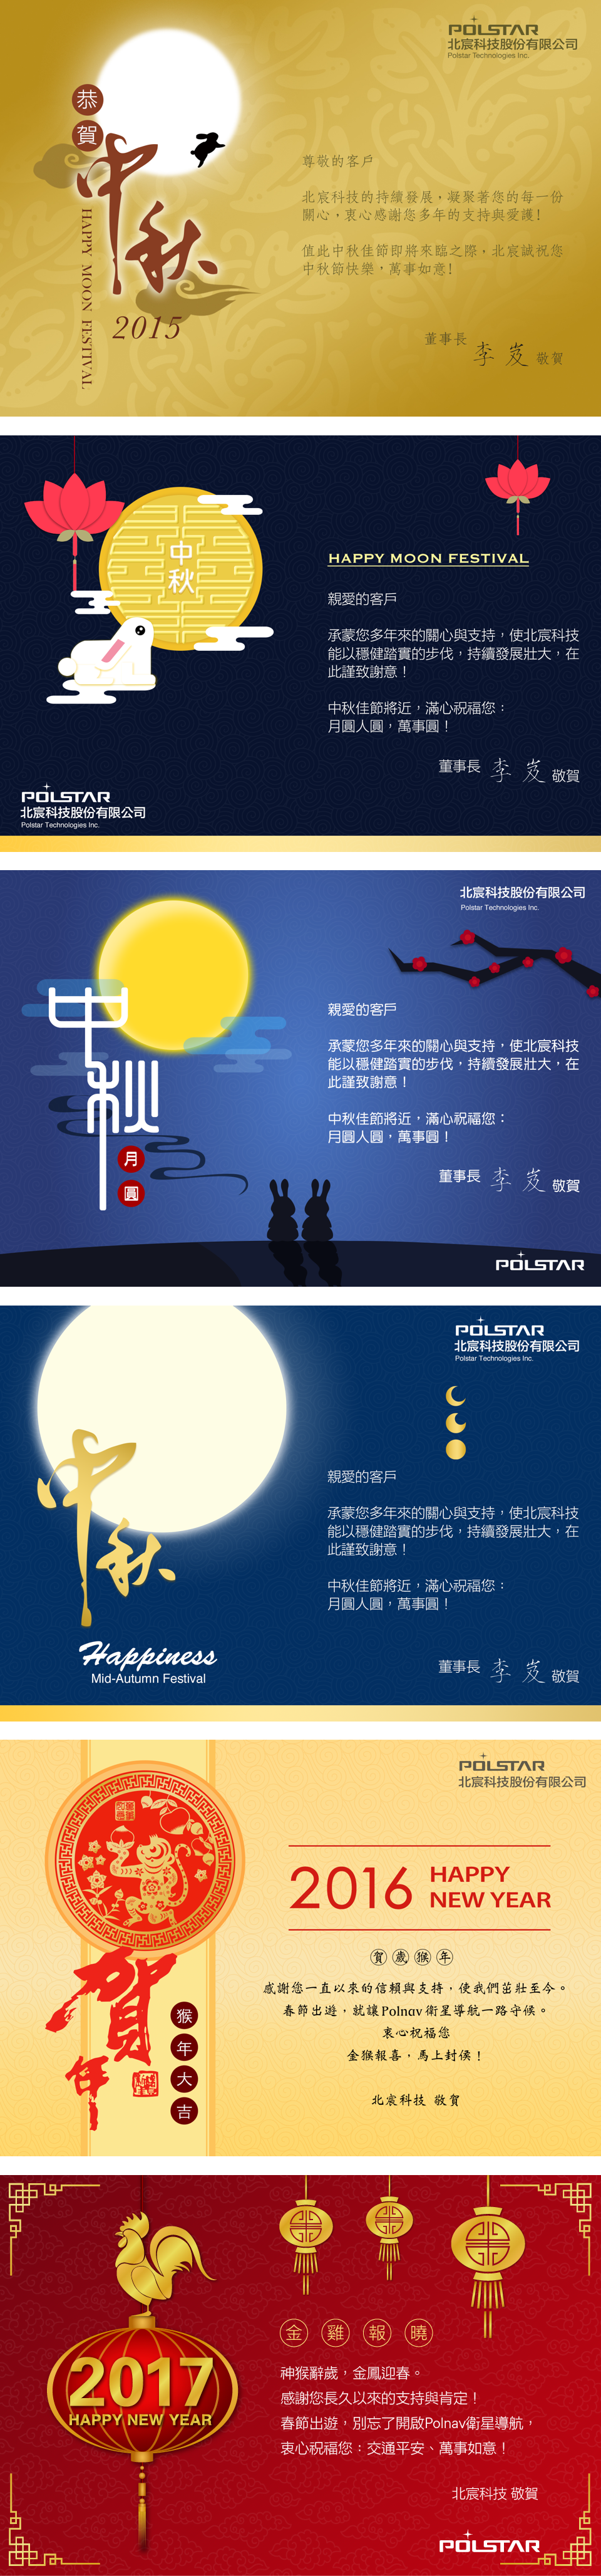 POLSTAR
北宸科技股份有限公司
Polstar Technologies Inc.
恭賀
中秋
HAPPY MOON FESTIVAL
2015
尊敬的客戶
北宸科技的持續發展，凝聚著您的每一份
關心，衷心感謝您多年的支持與愛護！
值此中秋佳節即將來臨之際，北宸誠祝您
中秋節快樂，萬事如意！
董事長 李 岌 敬賀
中秋
HAPPY MOON FESTIVAL
親愛的客戶
承蒙您多年來的關心與支持，使北宸科技
能以穩健踏實的步伐，持續發展壯大，在
此謹致謝意！
中秋佳節將近，滿心祝福您：
月圓人圓，萬事圓！
董事長 李 岌 敬賀
POLSTAR
北宸科技股份有限公司
Polstar Technologies Inc.
北宸科技股份有限公司
Polstar Technologies Inc.
中秋
月圓
親愛的客戶
承蒙您多年來的關心與支持，使北宸科技
能以穩健踏實的步伐，持續發展壯大，在
此謹致謝意！
中秋佳節將近，滿心祝福您：
月圓人圓，萬事圓！
董事長 李 岌 敬賀
POLSTAR
POLSTAR
北宸科技股份有限公司
Polstar Technologies Inc.
中秋
Happiness
Mid-Autumn Festival
親愛的客戶
承蒙您多年來的關心與支持，使北宸科技
能以穩健踏實的步伐，持續發展壯大，在
此謹致謝意！
中秋佳節將近，滿心祝福您：
月圓人圓，萬事圓！
董事長 李 岌 敬賀
POLSTAR
北宸科技股份有限公司
賀年
猴年大吉
2016 HAPPY
NEW YEAR
賀歲猴年
感謝您一直以來的信賴與支持，使我們茁壯至今。
春節出遊，就讓Polnav衛星導航一路守候。
衷心祝福您
金猴報喜，馬上封侯！
北宸科技 敬賀
2017
HAPPY NEW YEAR
金雞報曉
神猴辭歲，金鳳迎春。
感謝您長久以來的支持與肯定！
春節出遊，別忘了開啟Polnav衛星導航，
衷心祝福您：交通平安、萬事如意！
北宸科技 敬賀
POLSTAR